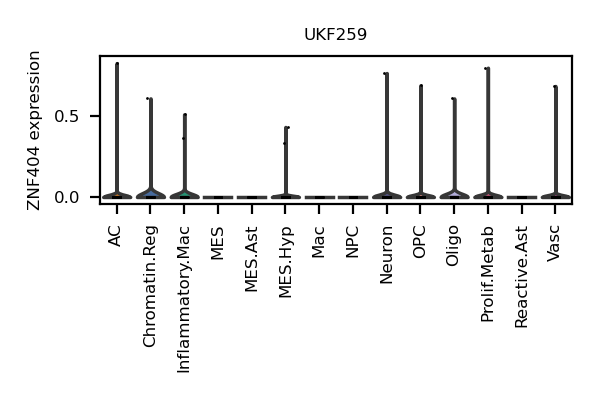 UKF259
ZNF404 expression
0.5
0.0
AC
Chromatin.Reg
Inflammatory.Mac
MES
MES.Ast
MES.Hyp
Mac
NPC
Neuron
OPC
Oligo
Prolif.Metab
Reactive.Ast
Vasc